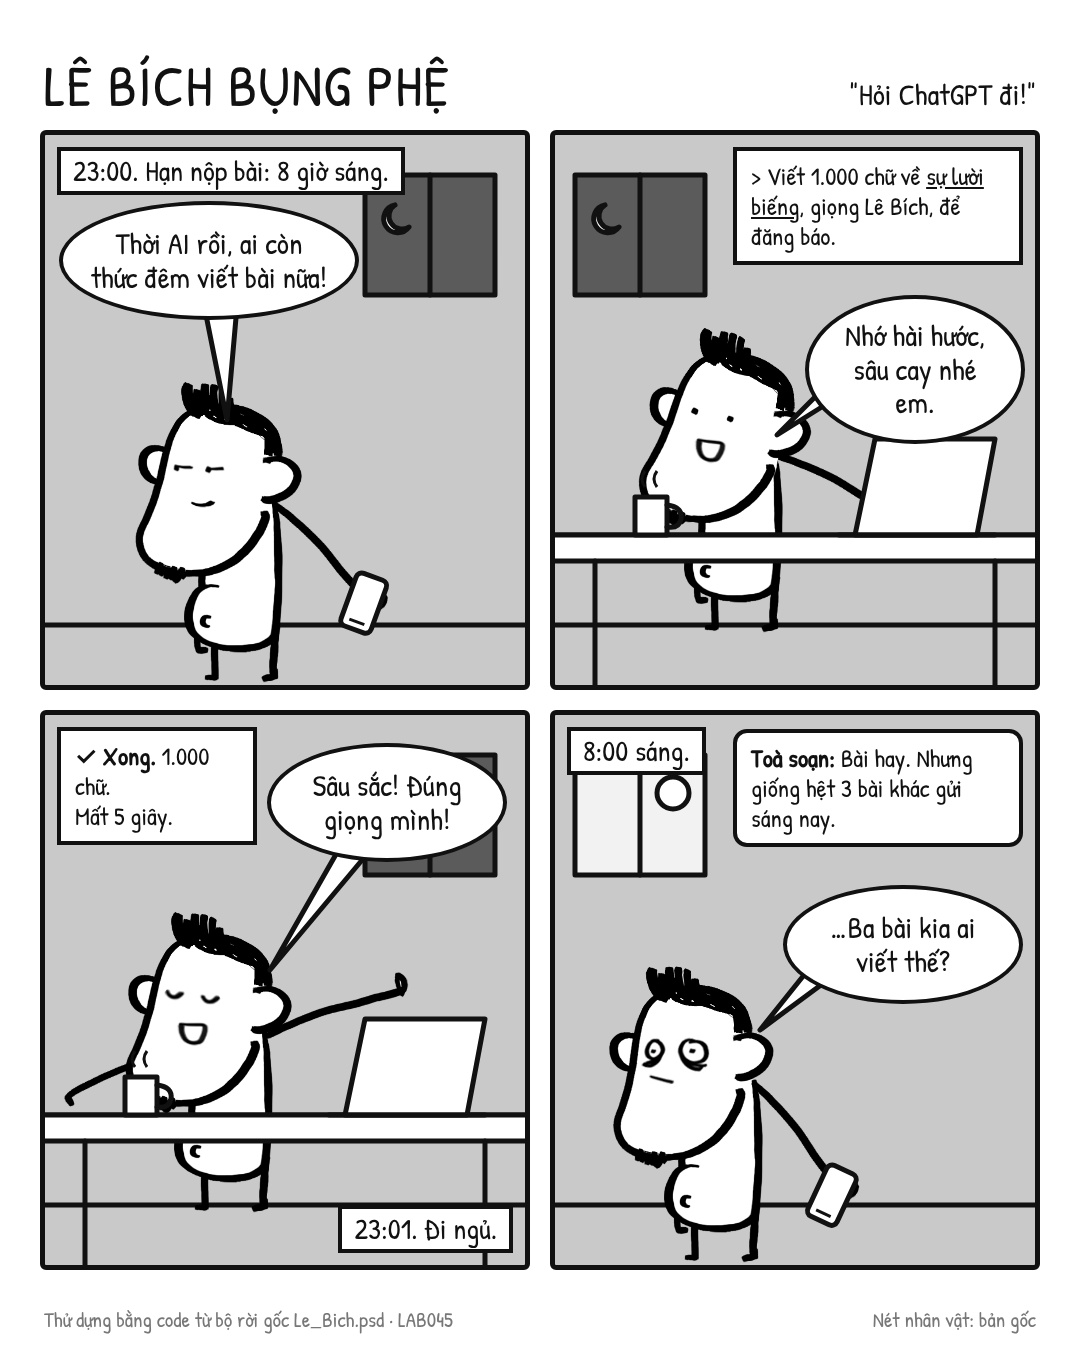 LÊ BÍCH BỤNG PHỆ
"Hỏi ChatGPT đi!"
23:00. Hạn nộp bài: 8 giờ sáng.
Thời AI rồi, ai còn
thức đêm viết bài nữa!
> Viết 1.000 chữ về sự lười
biếng, giọng Lê Bích, để
đăng báo.
Nhớ hài hước,
sâu cay nhé
em.
✓ Xong. 1.000
chữ.
Mất 5 giây.
Sâu sắc! Đúng
giọng mình!
23:01. Đi ngủ.
8:00 sáng.
Toà soạn: Bài hay. Nhưng
giống hệt 3 bài khác gửi
sáng nay.
...Ba bài kia ai
viết thế?
Thử dựng bằng code từ bộ rời gốc Le_Bich.psd · LAB045
Nét nhân vật: bản gốc